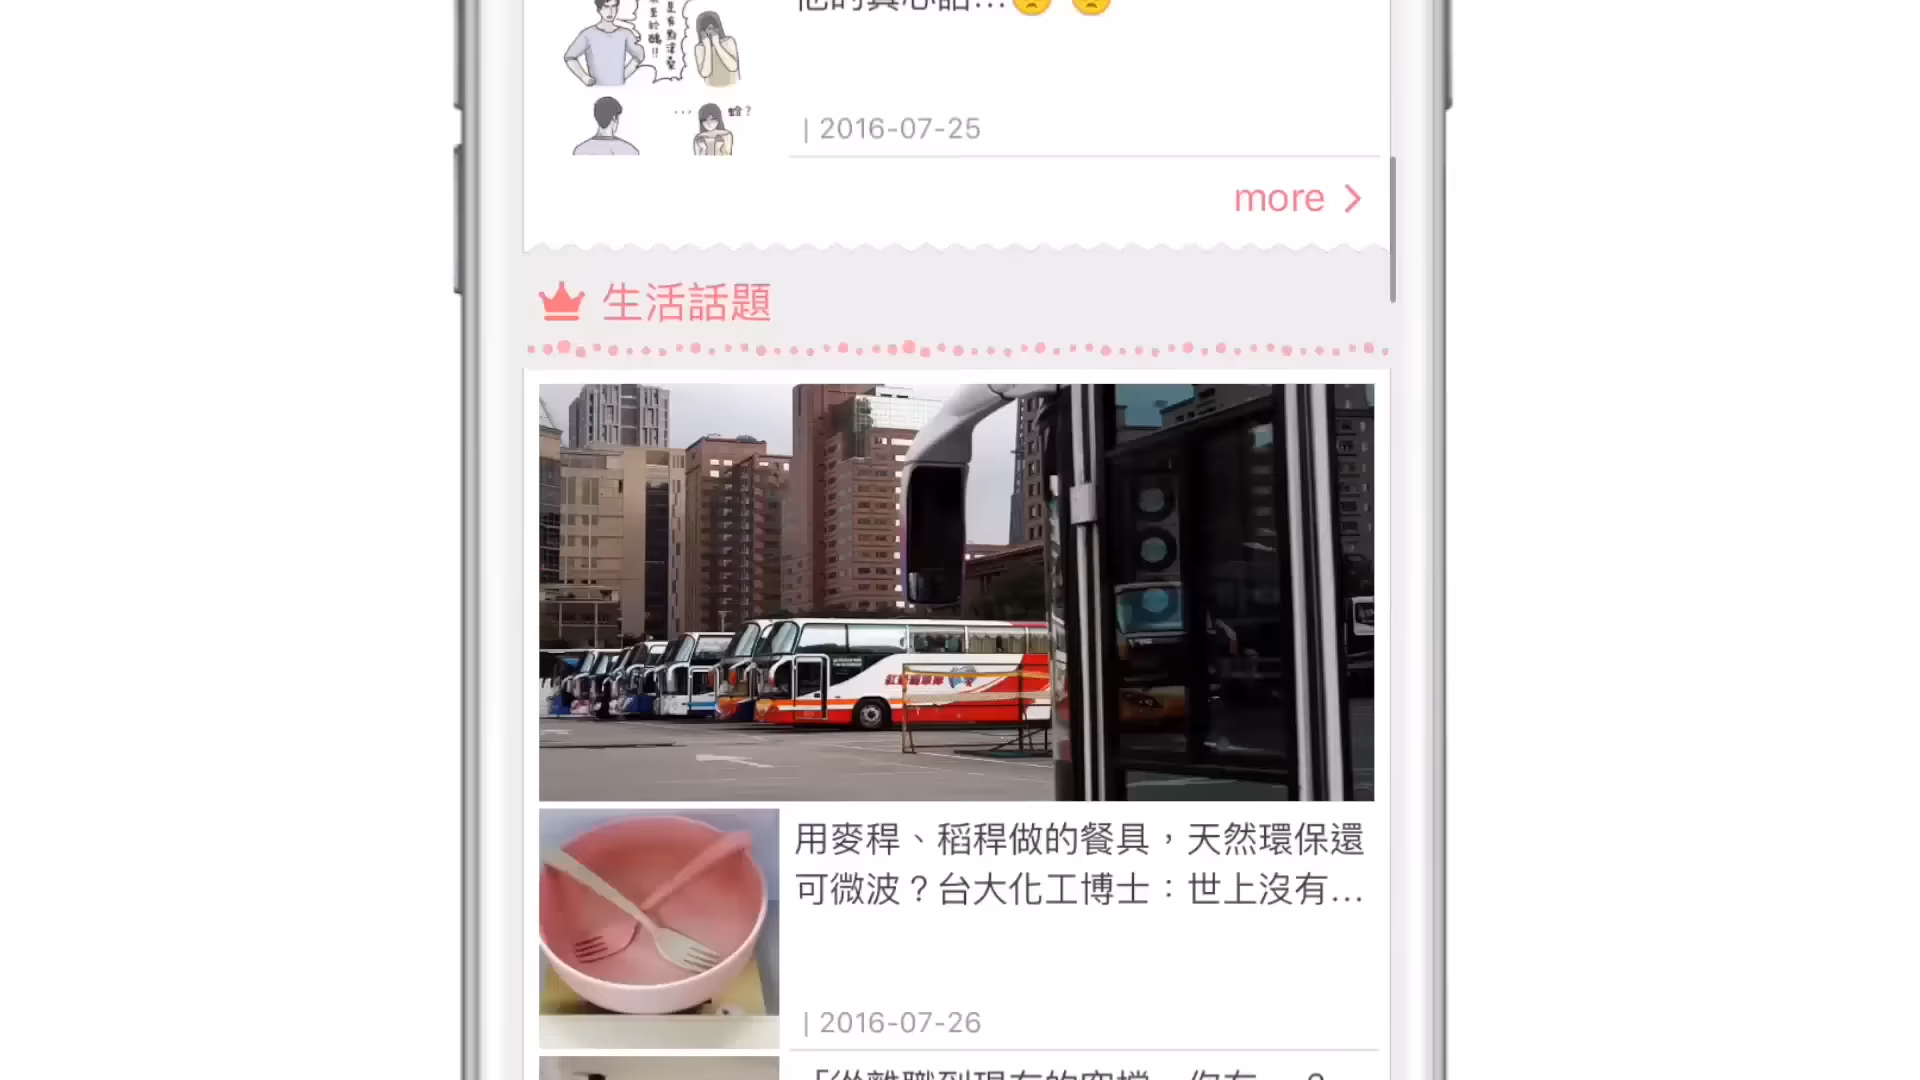 | 2016-07-25
more
生活話題
用麥稈、稻稈做的餐具，天然環保還
可微波？台大化工博士：世上沒有...
| 2016-07-26